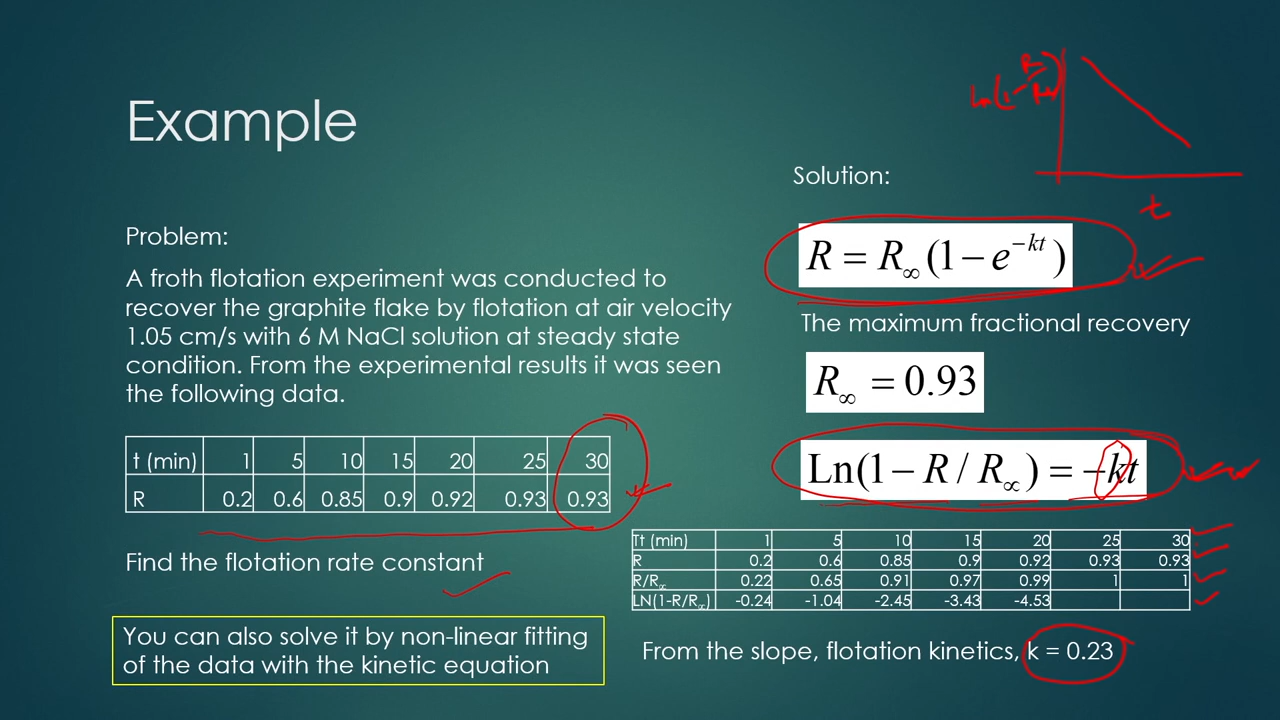 Example
Problem:
A froth flotation experiment was conducted to
recover the graphite flake by flotation at air velocity
1.05 cm/s with 6 M NaCl solution at steady state
condition. From the experimental results it was seen
the following data.
t (min) 1 5 10 15 20 25 30
R 0.2 0.6 0.85 0.9 0.92 0.93 0.93
Find the flotation rate constant
You can also solve it by non-linear fitting
of the data with the kinetic equation
Solution:
R = R∞ (1 − e^−kt)
The maximum fractional recovery
R∞ = 0.93
Ln(1 − R / R∞) = −kt
Tt (min) 1 5 10 15 20 25 30
R 0.2 0.6 0.85 0.9 0.92 0.93 0.93
R/R∞ 0.22 0.65 0.91 0.97 0.99 1 1
LN(1-R/R∞) -0.24 -1.04 -2.45 -3.43 -4.53
From the slope, flotation kinetics, k = 0.23
t